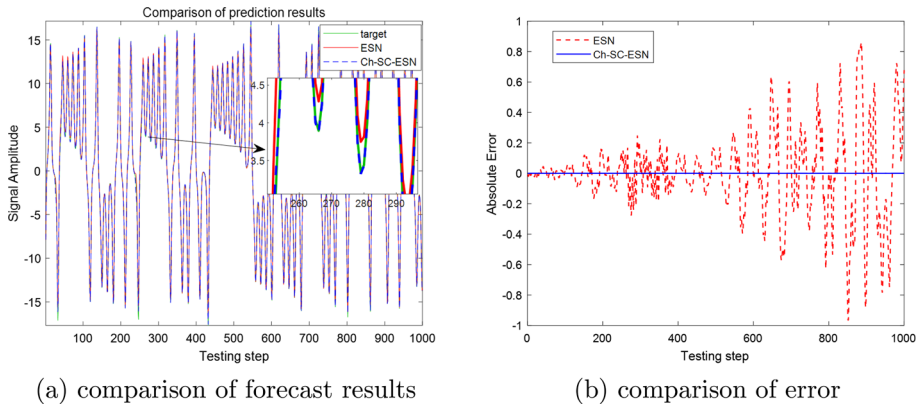 Comparison of prediction results
target
ESN
Ch-SC-ESN
Signal Amplitude
15
10
5
0
-5
-10
-15
4.5
4
3.5
260
270
280
290
100 200 300 400 500 600 700 800 900 1000
Testing step
(a) comparison of forecast results
ESN
Ch-SC-ESN
Absolute Error
1
0.8
0.6
0.4
0.2
0
-0.2
-0.4
-0.6
-0.8
-1
0 200 400 600 800 1000
Testing step
(b) comparison of error